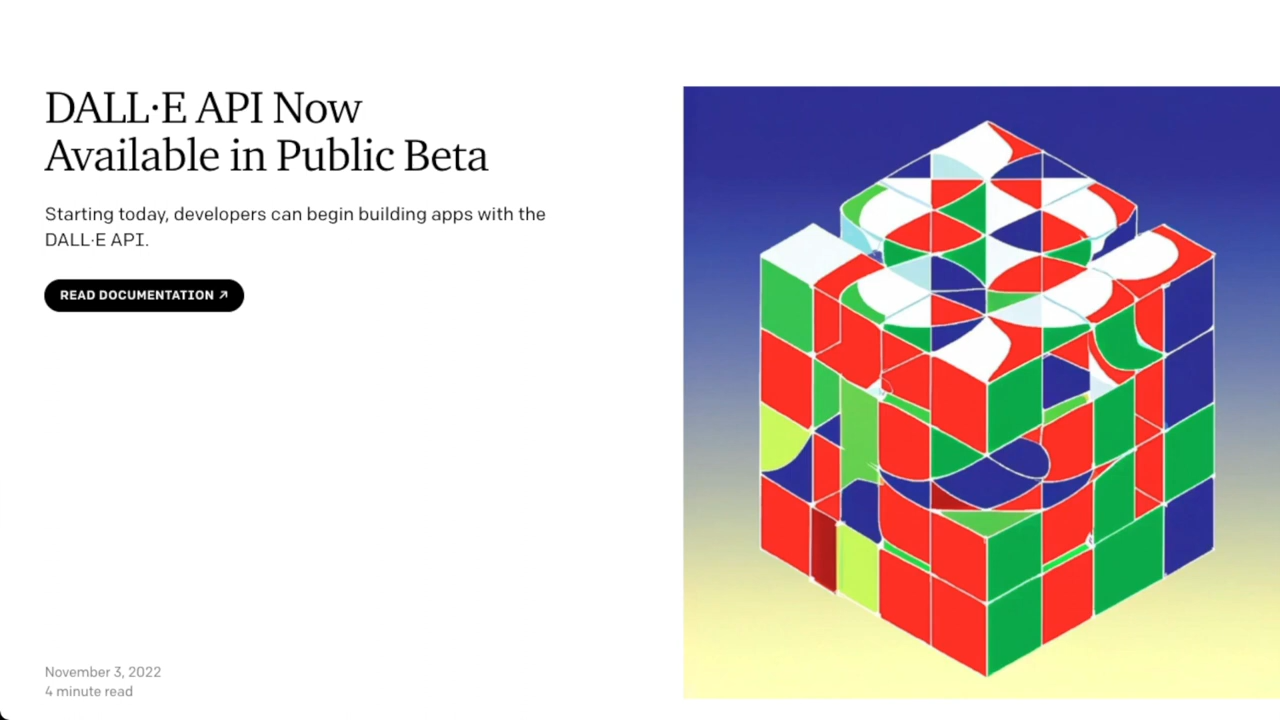 DALL·E API Now
Available in Public Beta
Starting today, developers can begin building apps with the
DALL·E API.
READ DOCUMENTATION ↗
November 3, 2022
4 minute read